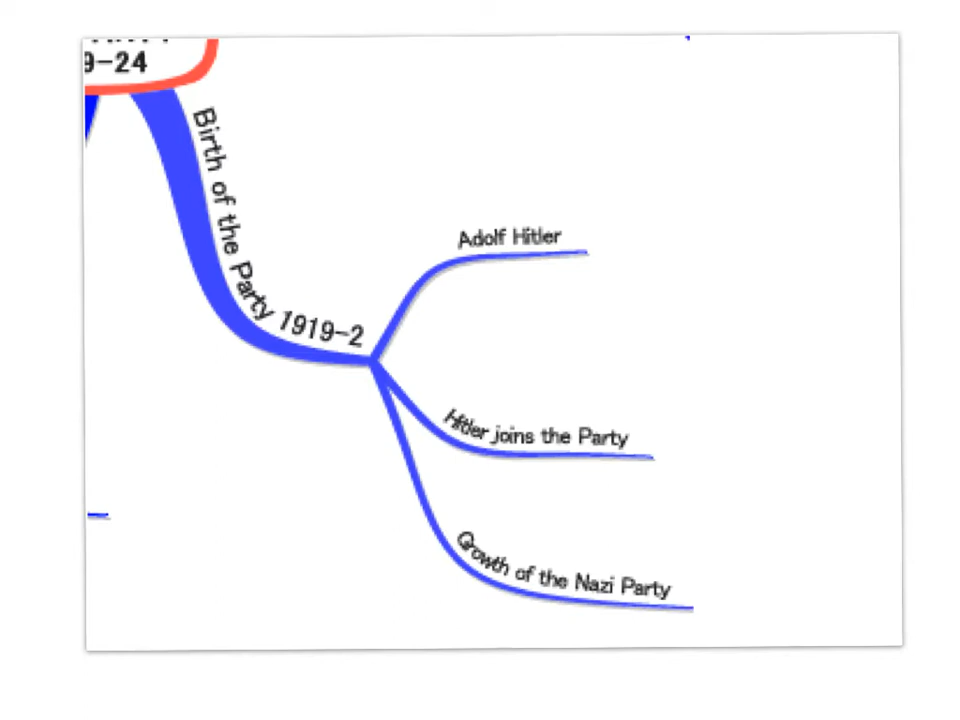 9-24
Birth of the Party 1919-2
Adolf Hitler
Hitler joins the Party
Growth of the Nazi Party